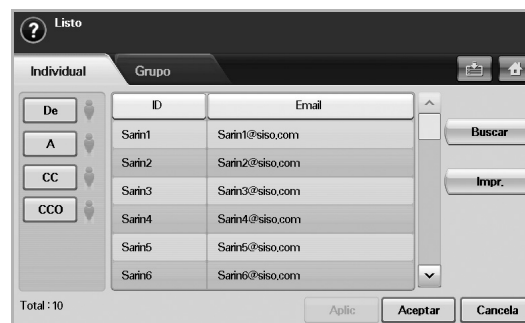 ? Listo
Individual Grupo
De
A
CC
CCO
ID Email
Sarin1 Sarin1@siso,com
Sarin2 Sarin2@siso,com
Sarin3 Sarin3@siso,com
Sarin4 Sarin4@siso,com
Sarin5 Sarin5@siso,com
Sarin6 Sarin6@siso,com
Buscar
Impr.
Total : 10
Aplic Aceptar Cancela